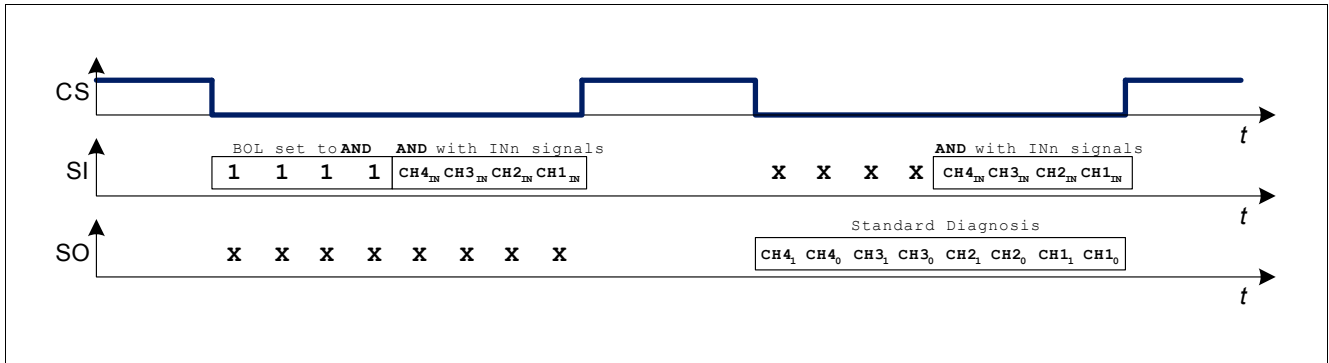 CS
t
BOL set to AND AND with INn signals AND with INn signals
SI 1 1 1 1 CH4IN CH3IN CH2IN CH1IN X X X X CH4IN CH3IN CH2IN CH1IN
t
Standard Diagnosis
SO X X X X X X X X CH41 CH40 CH31 CH30 CH21 CH20 CH11 CH10
t